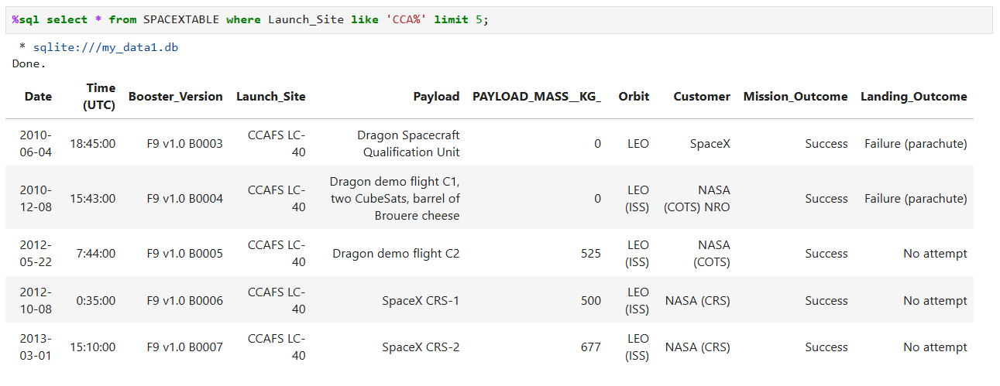 %sql select * from SPACEXTABLE where Launch_Site like 'CCA%' limit 5;
* sqlite:///my_data1.db
Done.
Date Time (UTC) Booster_Version Launch_Site Payload PAYLOAD_MASS__KG_ Orbit Customer Mission_Outcome Landing_Outcome
2010-06-04 18:45:00 F9 v1.0 B0003 CCAFS LC-40 Dragon Spacecraft Qualification Unit 0 LEO SpaceX Success Failure (parachute)
2010-12-08 15:43:00 F9 v1.0 B0004 CCAFS LC-40 Dragon demo flight C1, two CubeSats, barrel of Brouere cheese 0 LEO (ISS) NASA (COTS) NRO Success Failure (parachute)
2012-05-22 7:44:00 F9 v1.0 B0005 CCAFS LC-40 Dragon demo flight C2 525 LEO (ISS) NASA (COTS) Success No attempt
2012-10-08 0:35:00 F9 v1.0 B0006 CCAFS LC-40 SpaceX CRS-1 500 LEO (ISS) NASA (CRS) Success No attempt
2013-03-01 15:10:00 F9 v1.0 B0007 CCAFS LC-40 SpaceX CRS-2 677 LEO (ISS) NASA (CRS) Success No attempt